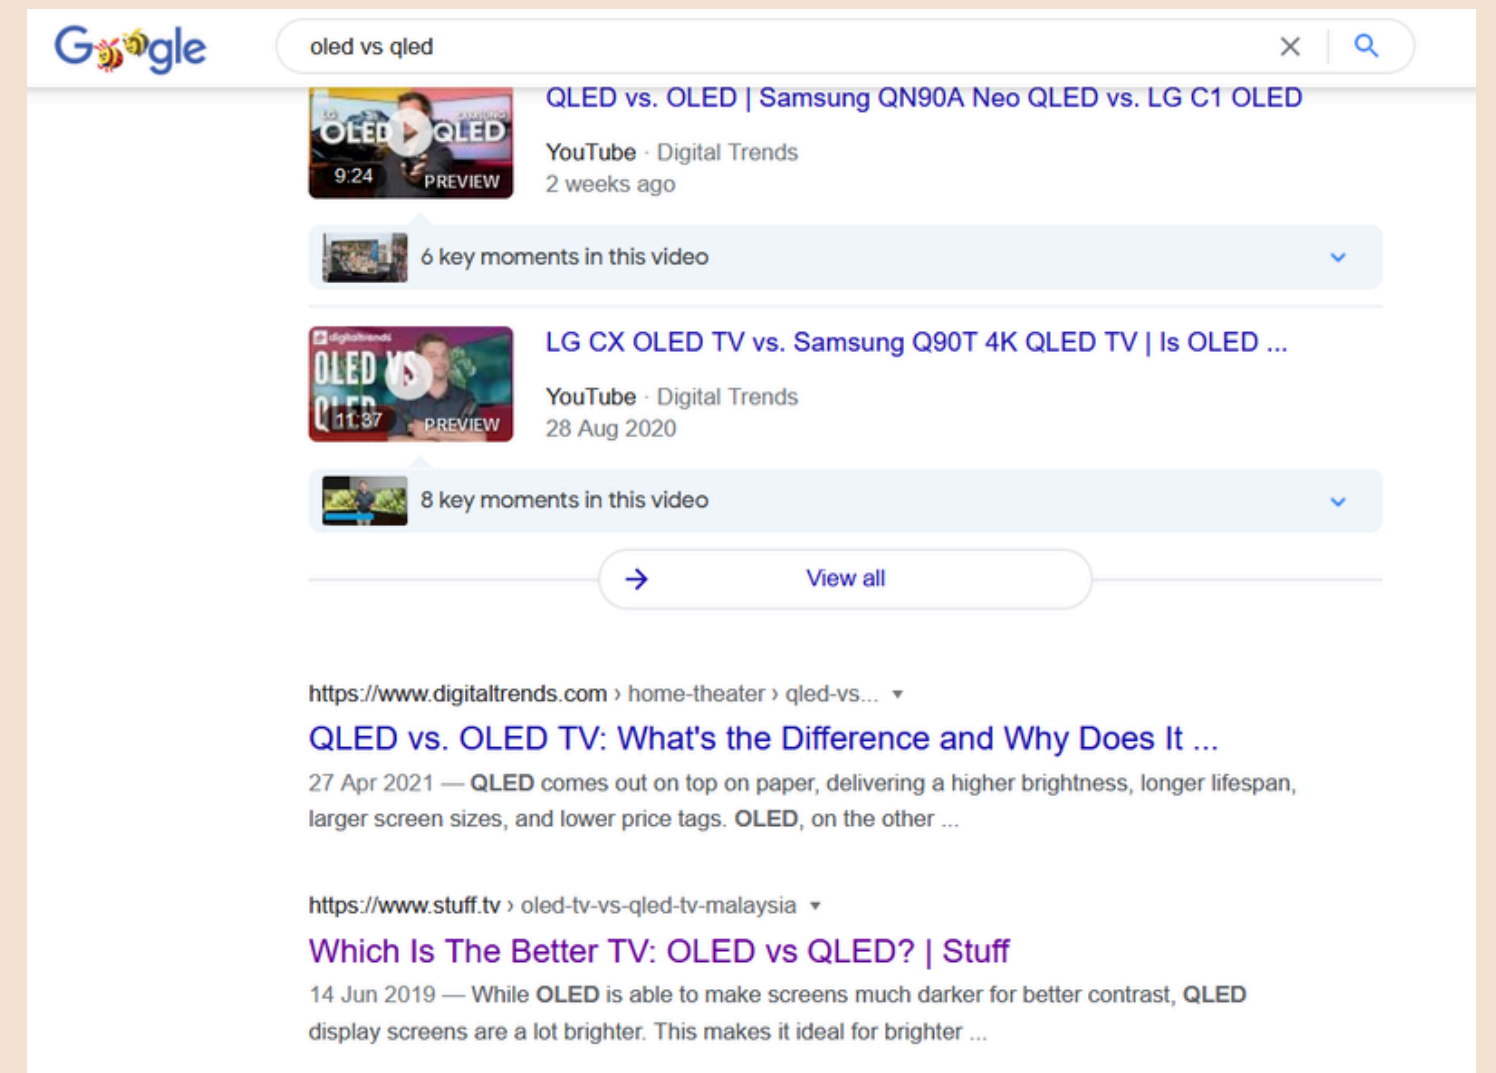 Google
oled vs qled
LG OLED SAMSUNG QLED
9:24 PREVIEW
QLED vs. OLED | Samsung QN90A Neo QLED vs. LG C1 OLED
YouTube · Digital Trends
2 weeks ago
6 key moments in this video
digitaltrends
OLED VS
QLED
11:37 PREVIEW
LG CX OLED TV vs. Samsung Q90T 4K QLED TV | Is OLED ...
YouTube · Digital Trends
28 Aug 2020
8 key moments in this video
→ View all
https://www.digitaltrends.com › home-theater › qled-vs...
QLED vs. OLED TV: What's the Difference and Why Does It ...
27 Apr 2021 — QLED comes out on top on paper, delivering a higher brightness, longer lifespan,
larger screen sizes, and lower price tags. OLED, on the other ...
https://www.stuff.tv › oled-tv-vs-qled-tv-malaysia
Which Is The Better TV: OLED vs QLED? | Stuff
14 Jun 2019 — While OLED is able to make screens much darker for better contrast, QLED
display screens are a lot brighter. This makes it ideal for brighter ...